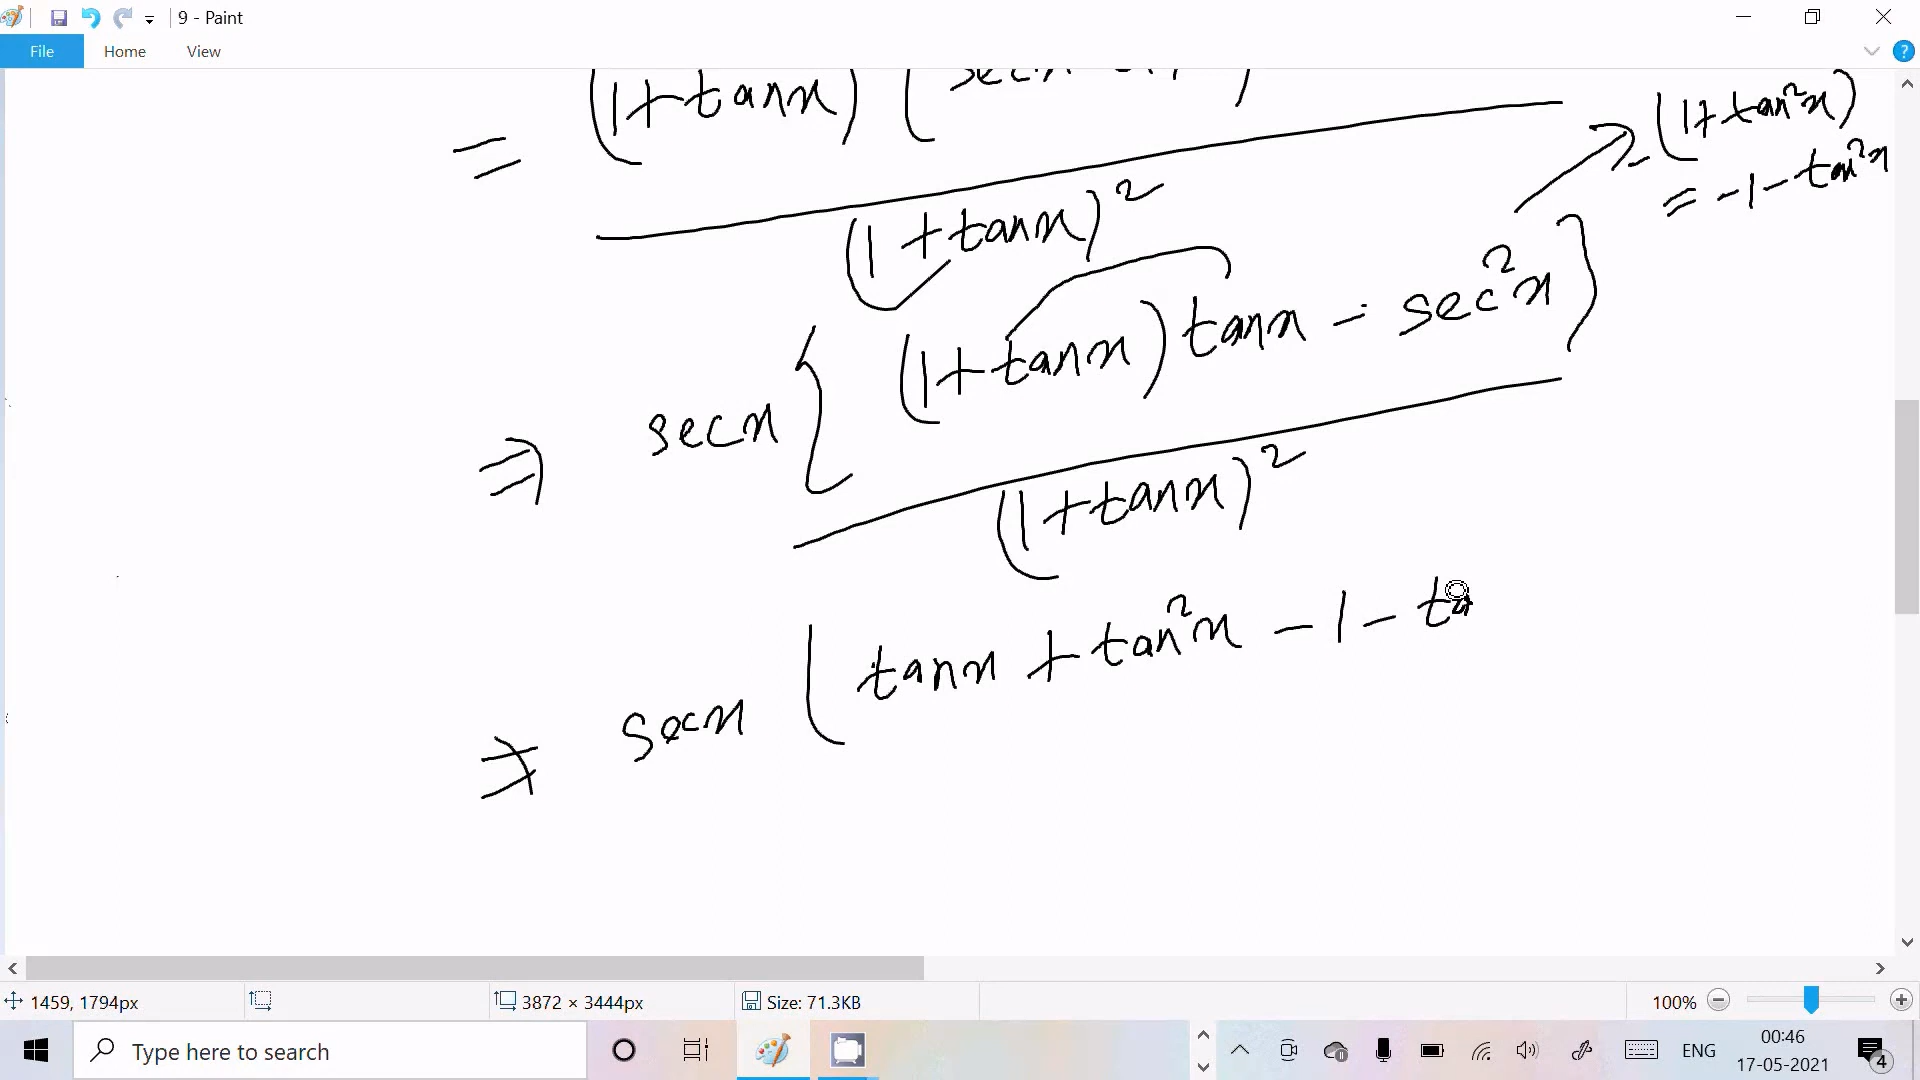 9 - Paint
File Home View
= (1+tanx)
(1+tanx)²
-(1+tan²x)
= -1-tan²x
⇒ secx{(1+tanx)tanx - sec²x}
(1+tanx)²
⇒ secx (tanx + tan²x - 1 - ta
1459, 1794px 3872 × 3444px Size: 71.3KB 100%
Type here to search ENG 00:46
17-05-2021 4